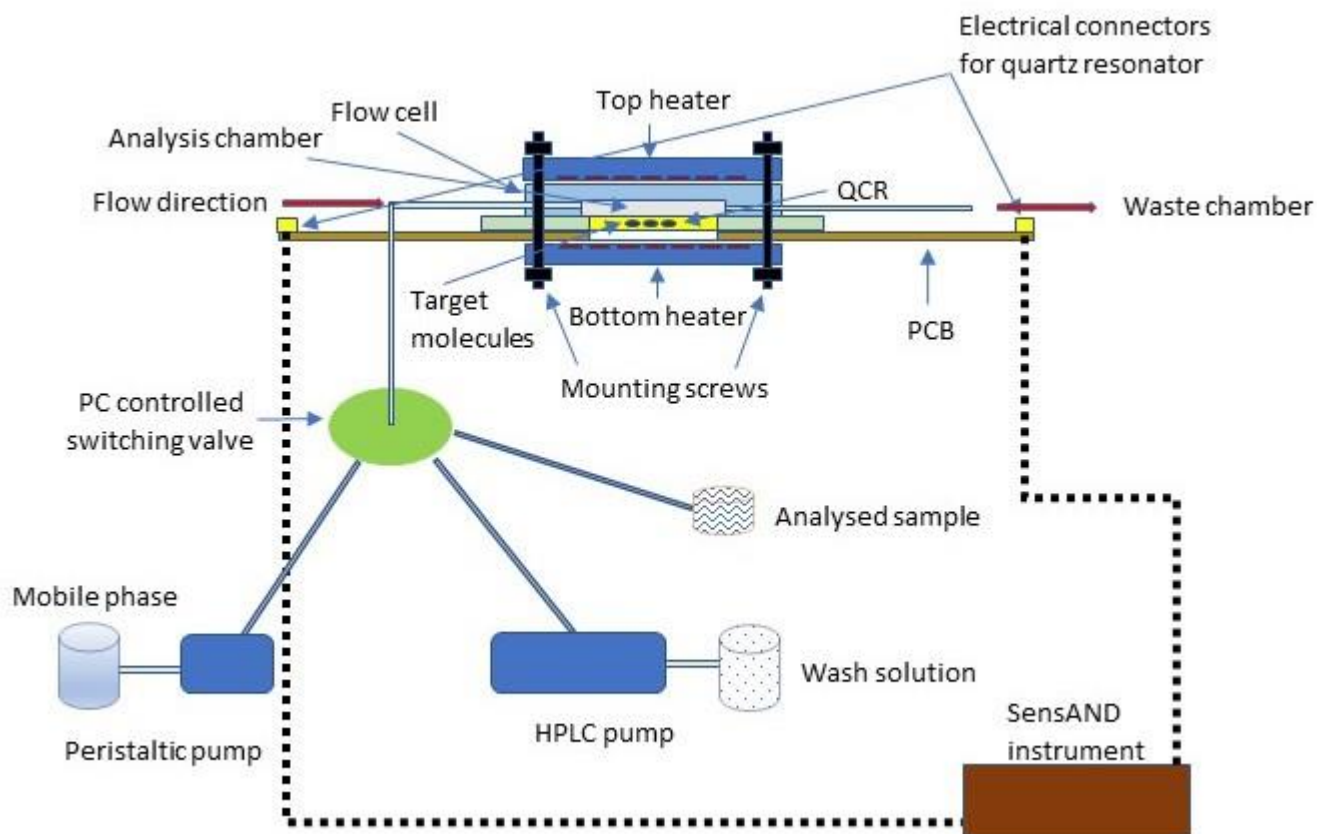 Electrical connectors
for quartz resonator
Top heater
Flow cell
Analysis chamber
QCR
Flow direction
Waste chamber
Target
molecules
Bottom heater
PCB
Mounting screws
PC controlled
switching valve
Analysed sample
Mobile phase
Wash solution
SensAND
instrument
HPLC pump
Peristaltic pump